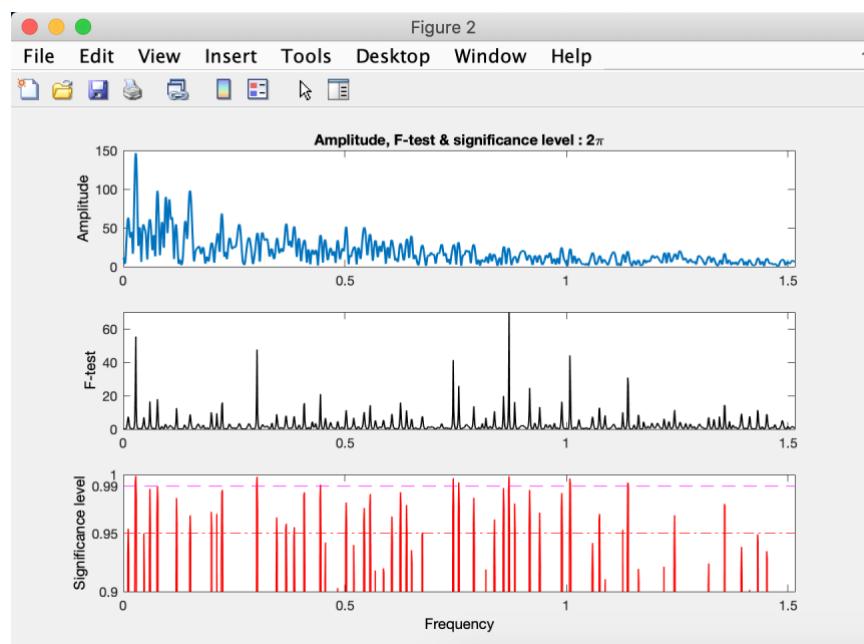 Figure 2
File Edit View Insert Tools Desktop Window Help
Amplitude, F-test & significance level : 2π
Amplitude
150
100
50
0
0 0.5 1 1.5
F-test
60
40
20
0
0 0.5 1 1.5
Significance level
1
0.99
0.95
0.9
0 0.5 1 1.5
Frequency